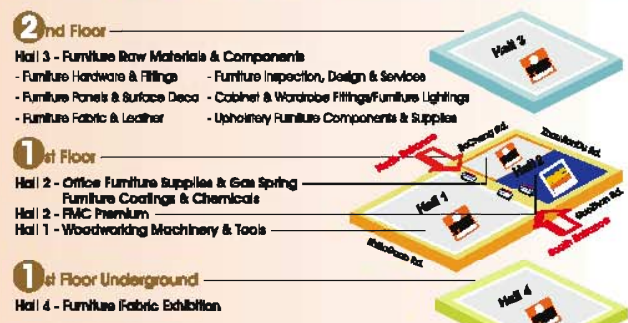 2nd Floor
Hall 3 - Furniture Raw Materials & Components
- Furniture Hardware & Fittings - Furniture Inspection, Design & Services
- Furniture Panels & Surface Deco - Cabinet & Wardrobe Fittings/Furniture Lightings
- Furniture Fabric & Leather - Upholstery Furniture Components & Supplies
Hall 3
1st Floor
Hall 2 - Office Furniture Supplies & Gas Spring
Furniture Coatings & Chemicals
Hall 2 - FMC Premium
Hall 1 - Woodworking Machinery & Tools
North Entrance
Hall 2
Hall 1
South Entrance
1st Floor Underground
Hall 4 - Furniture iFabric Exhibition
Hall 4